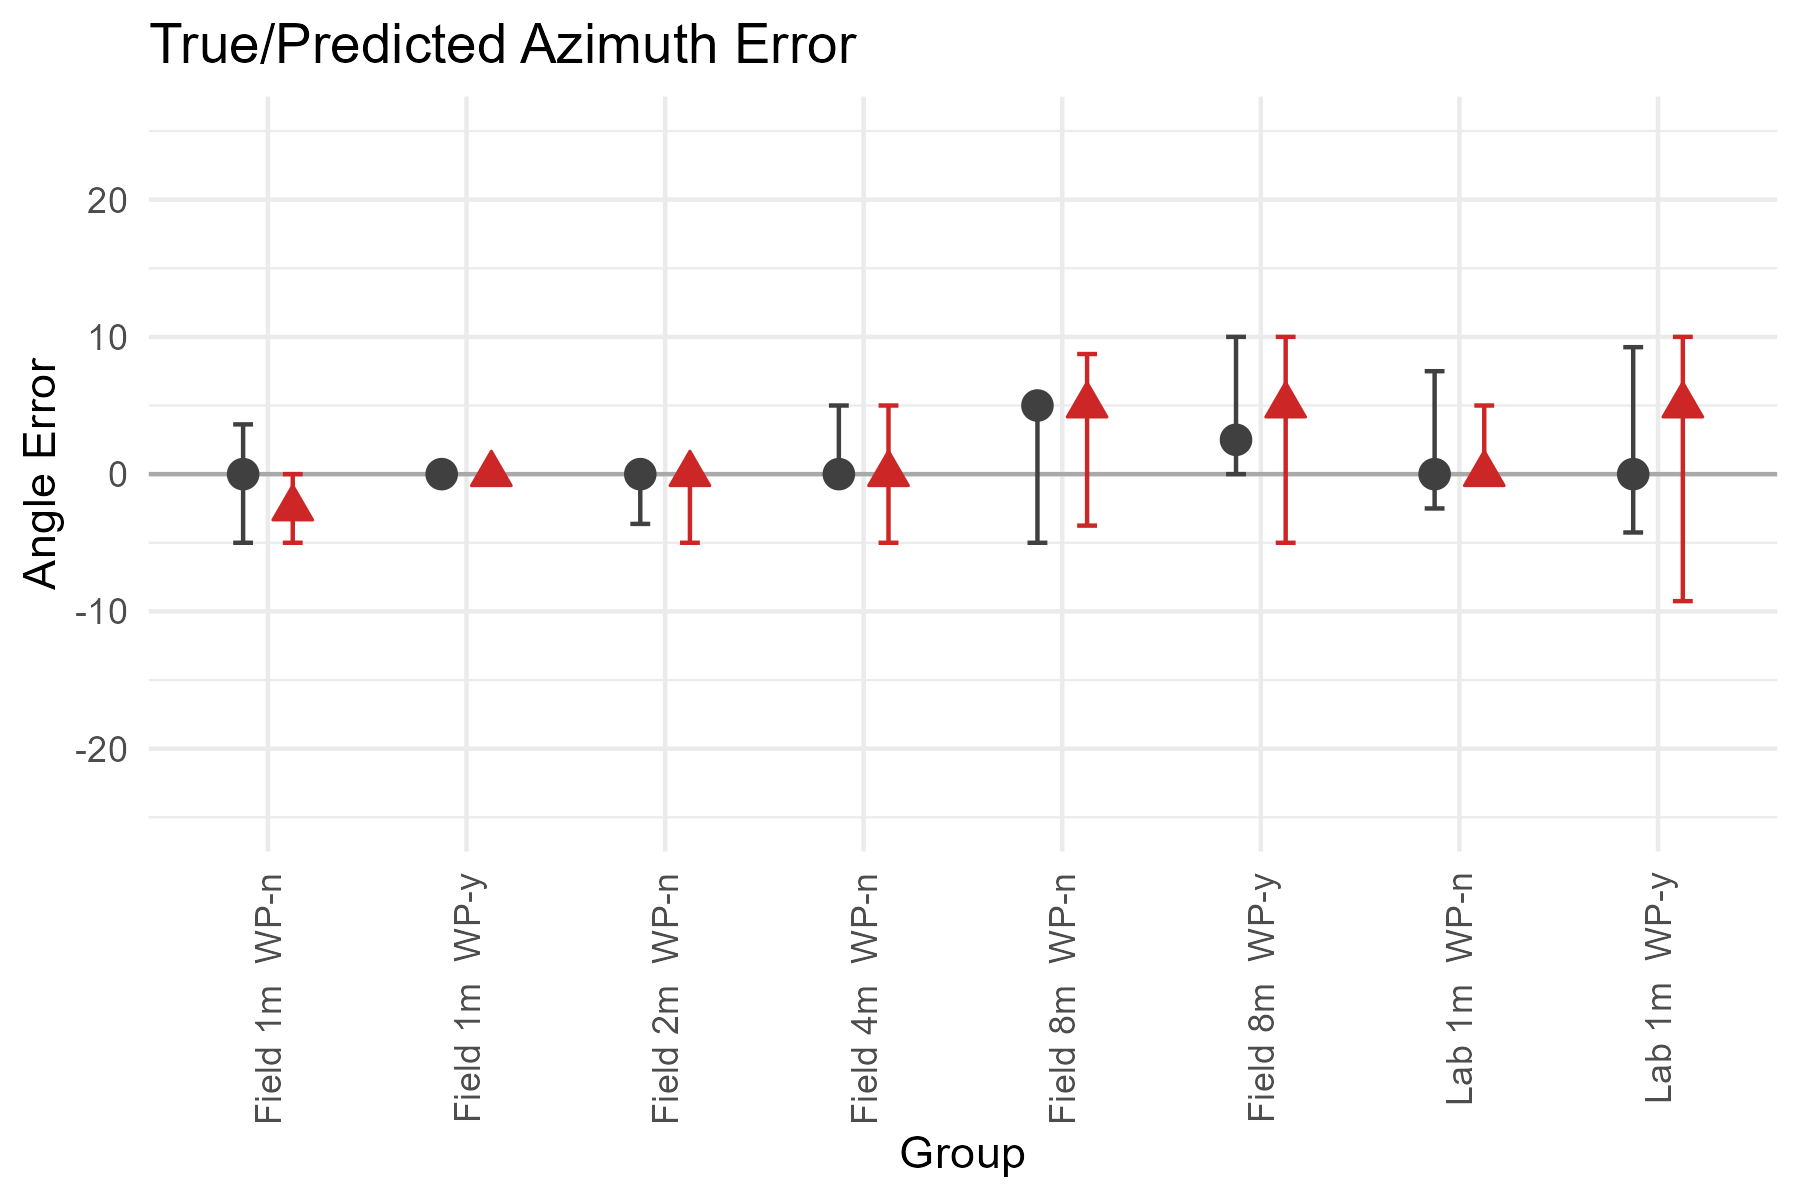 True/Predicted Azimuth Error
Angle Error
20
10
0
-10
-20
Field 1m  WP-n
Field 1m  WP-y
Field 2m  WP-n
Field 4m  WP-n
Field 8m  WP-n
Field 8m  WP-y
Lab 1m  WP-n
Lab 1m  WP-y
Group